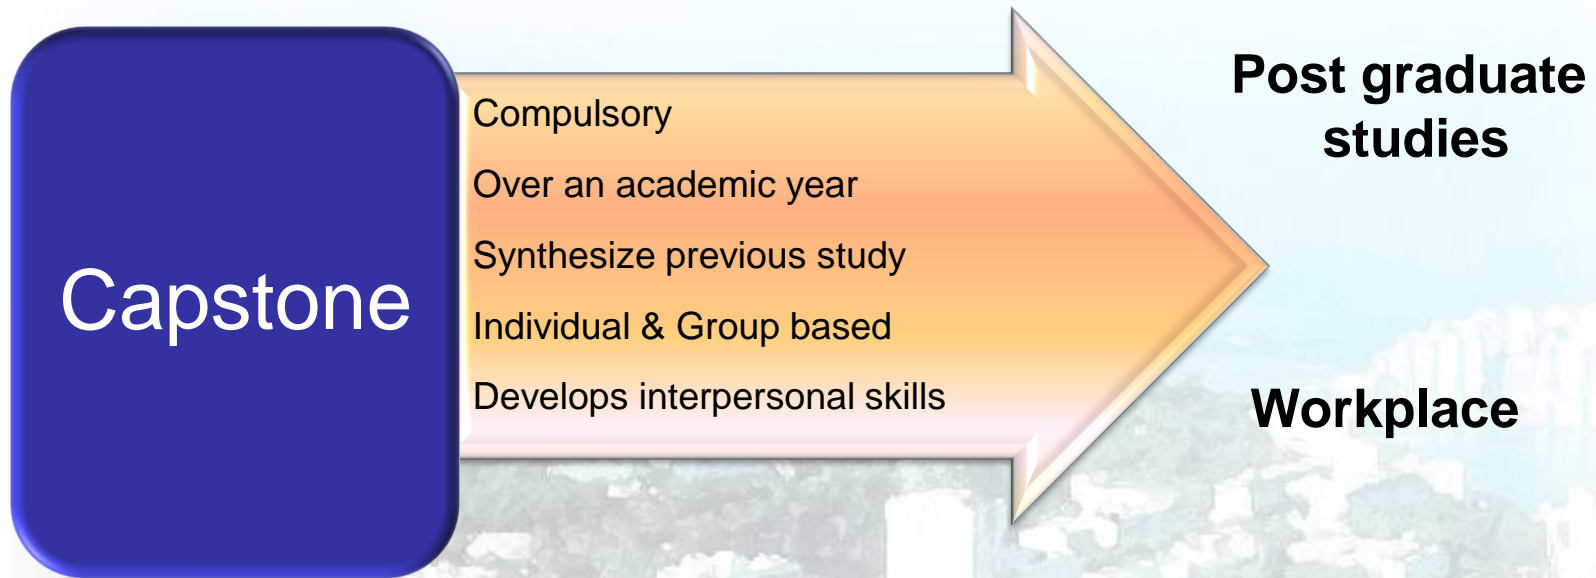 Capstone
Compulsory
Over an academic year
Synthesize previous study
Individual & Group based
Develops interpersonal skills
Post graduate
studies
Workplace